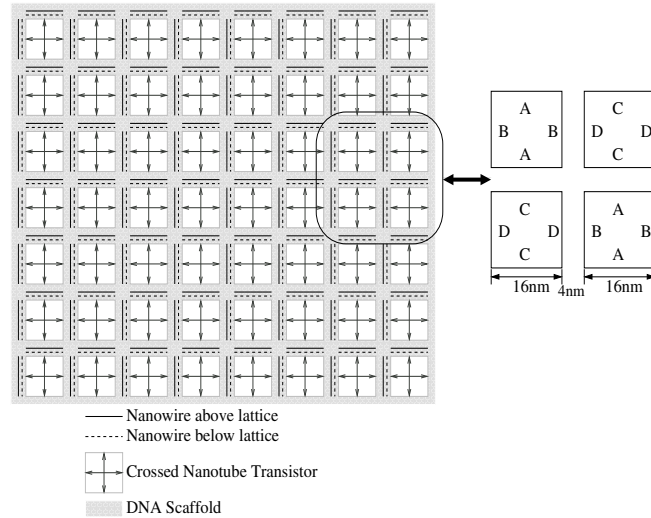 A C
B B D D
A C
C A
D D B B
C A
16nm 4nm 16nm
Nanowire above lattice
Nanowire below lattice
Crossed Nanotube Transistor
DNA Scaffold